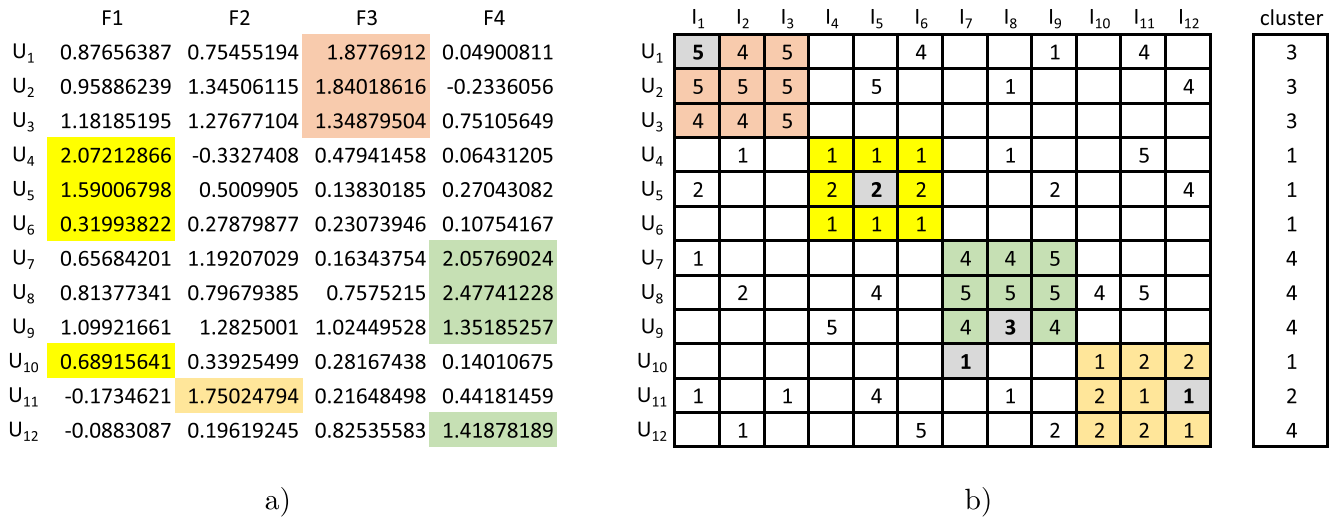 F1 F2 F3 F4 I1 I2 I3 I4 I5 I6 I7 I8 I9 I10 I11 I12 cluster
U1 0.87656387 0.75455194 1.8776912 0.04900811 U1 5 4 5 4 1 4 3
U2 0.95886239 1.34506115 1.84018616 -0.2336056 U2 5 5 5 5 1 4 3
U3 1.18185195 1.27677104 1.34879504 0.75105649 U3 4 4 5 3
U4 2.07212866 -0.3327408 0.47941458 0.06431205 U4 1 1 1 1 1 5 1
U5 1.59006798 0.5009905 0.13830185 0.27043082 U5 2 2 2 2 2 4 1
U6 0.31993822 0.27879877 0.23073946 0.10754167 U6 1 1 1 1
U7 0.65684201 1.19207029 0.16343754 2.05769024 U7 1 4 4 5 4
U8 0.81377341 0.79679385 0.7575215 2.47741228 U8 2 4 5 5 5 4 5 4
U9 1.09921661 1.2825001 1.02449528 1.35185257 U9 5 4 3 4 4
U10 0.68915641 0.33925499 0.28167438 0.14010675 U10 1 1 2 2 1
U11 -0.1734621 1.75024794 0.21648498 0.44181459 U11 1 1 4 1 2 1 1 2
U12 -0.0883087 0.19619245 0.82535583 1.41878189 U12 1 5 2 2 2 1 4
a) b)